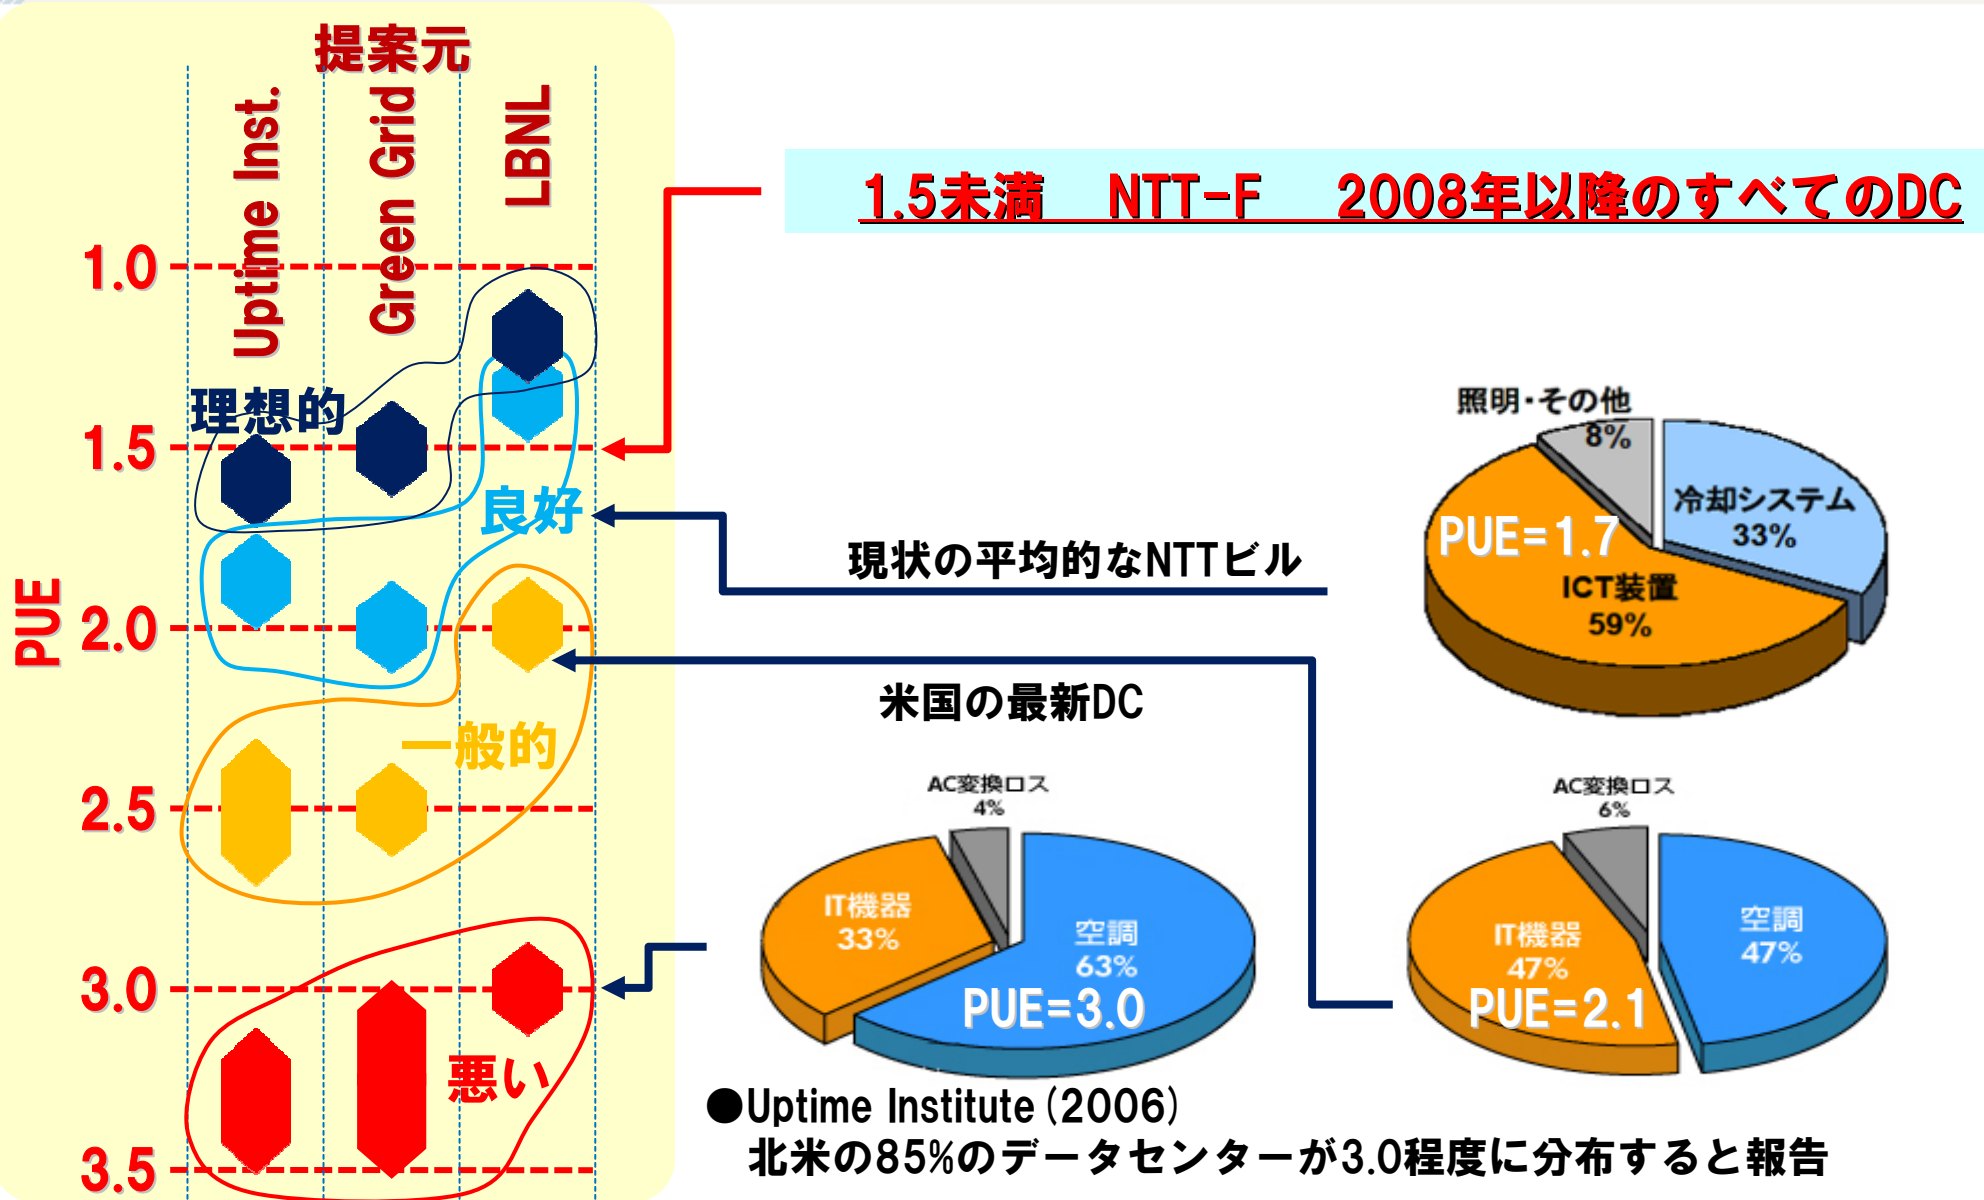 提案元
Uptime Inst.
Green Grid
LBNL
1.5未満　NTT-F　2008年以降のすべてのDC
1.0
理想的
1.5
良好
PUE
2.0
一般的
2.5
3.0
悪い
3.5
現状の平均的なNTTビル
照明・その他
8%
冷却システム
33%
PUE=1.7
ICT装置
59%
米国の最新DC
AC変換ロス
4%
IT機器
33%
空調
63%
PUE=3.0
AC変換ロス
6%
IT機器
47%
空調
47%
PUE=2.1
●Uptime Institute(2006)
北米の85%のデータセンターが3.0程度に分布すると報告